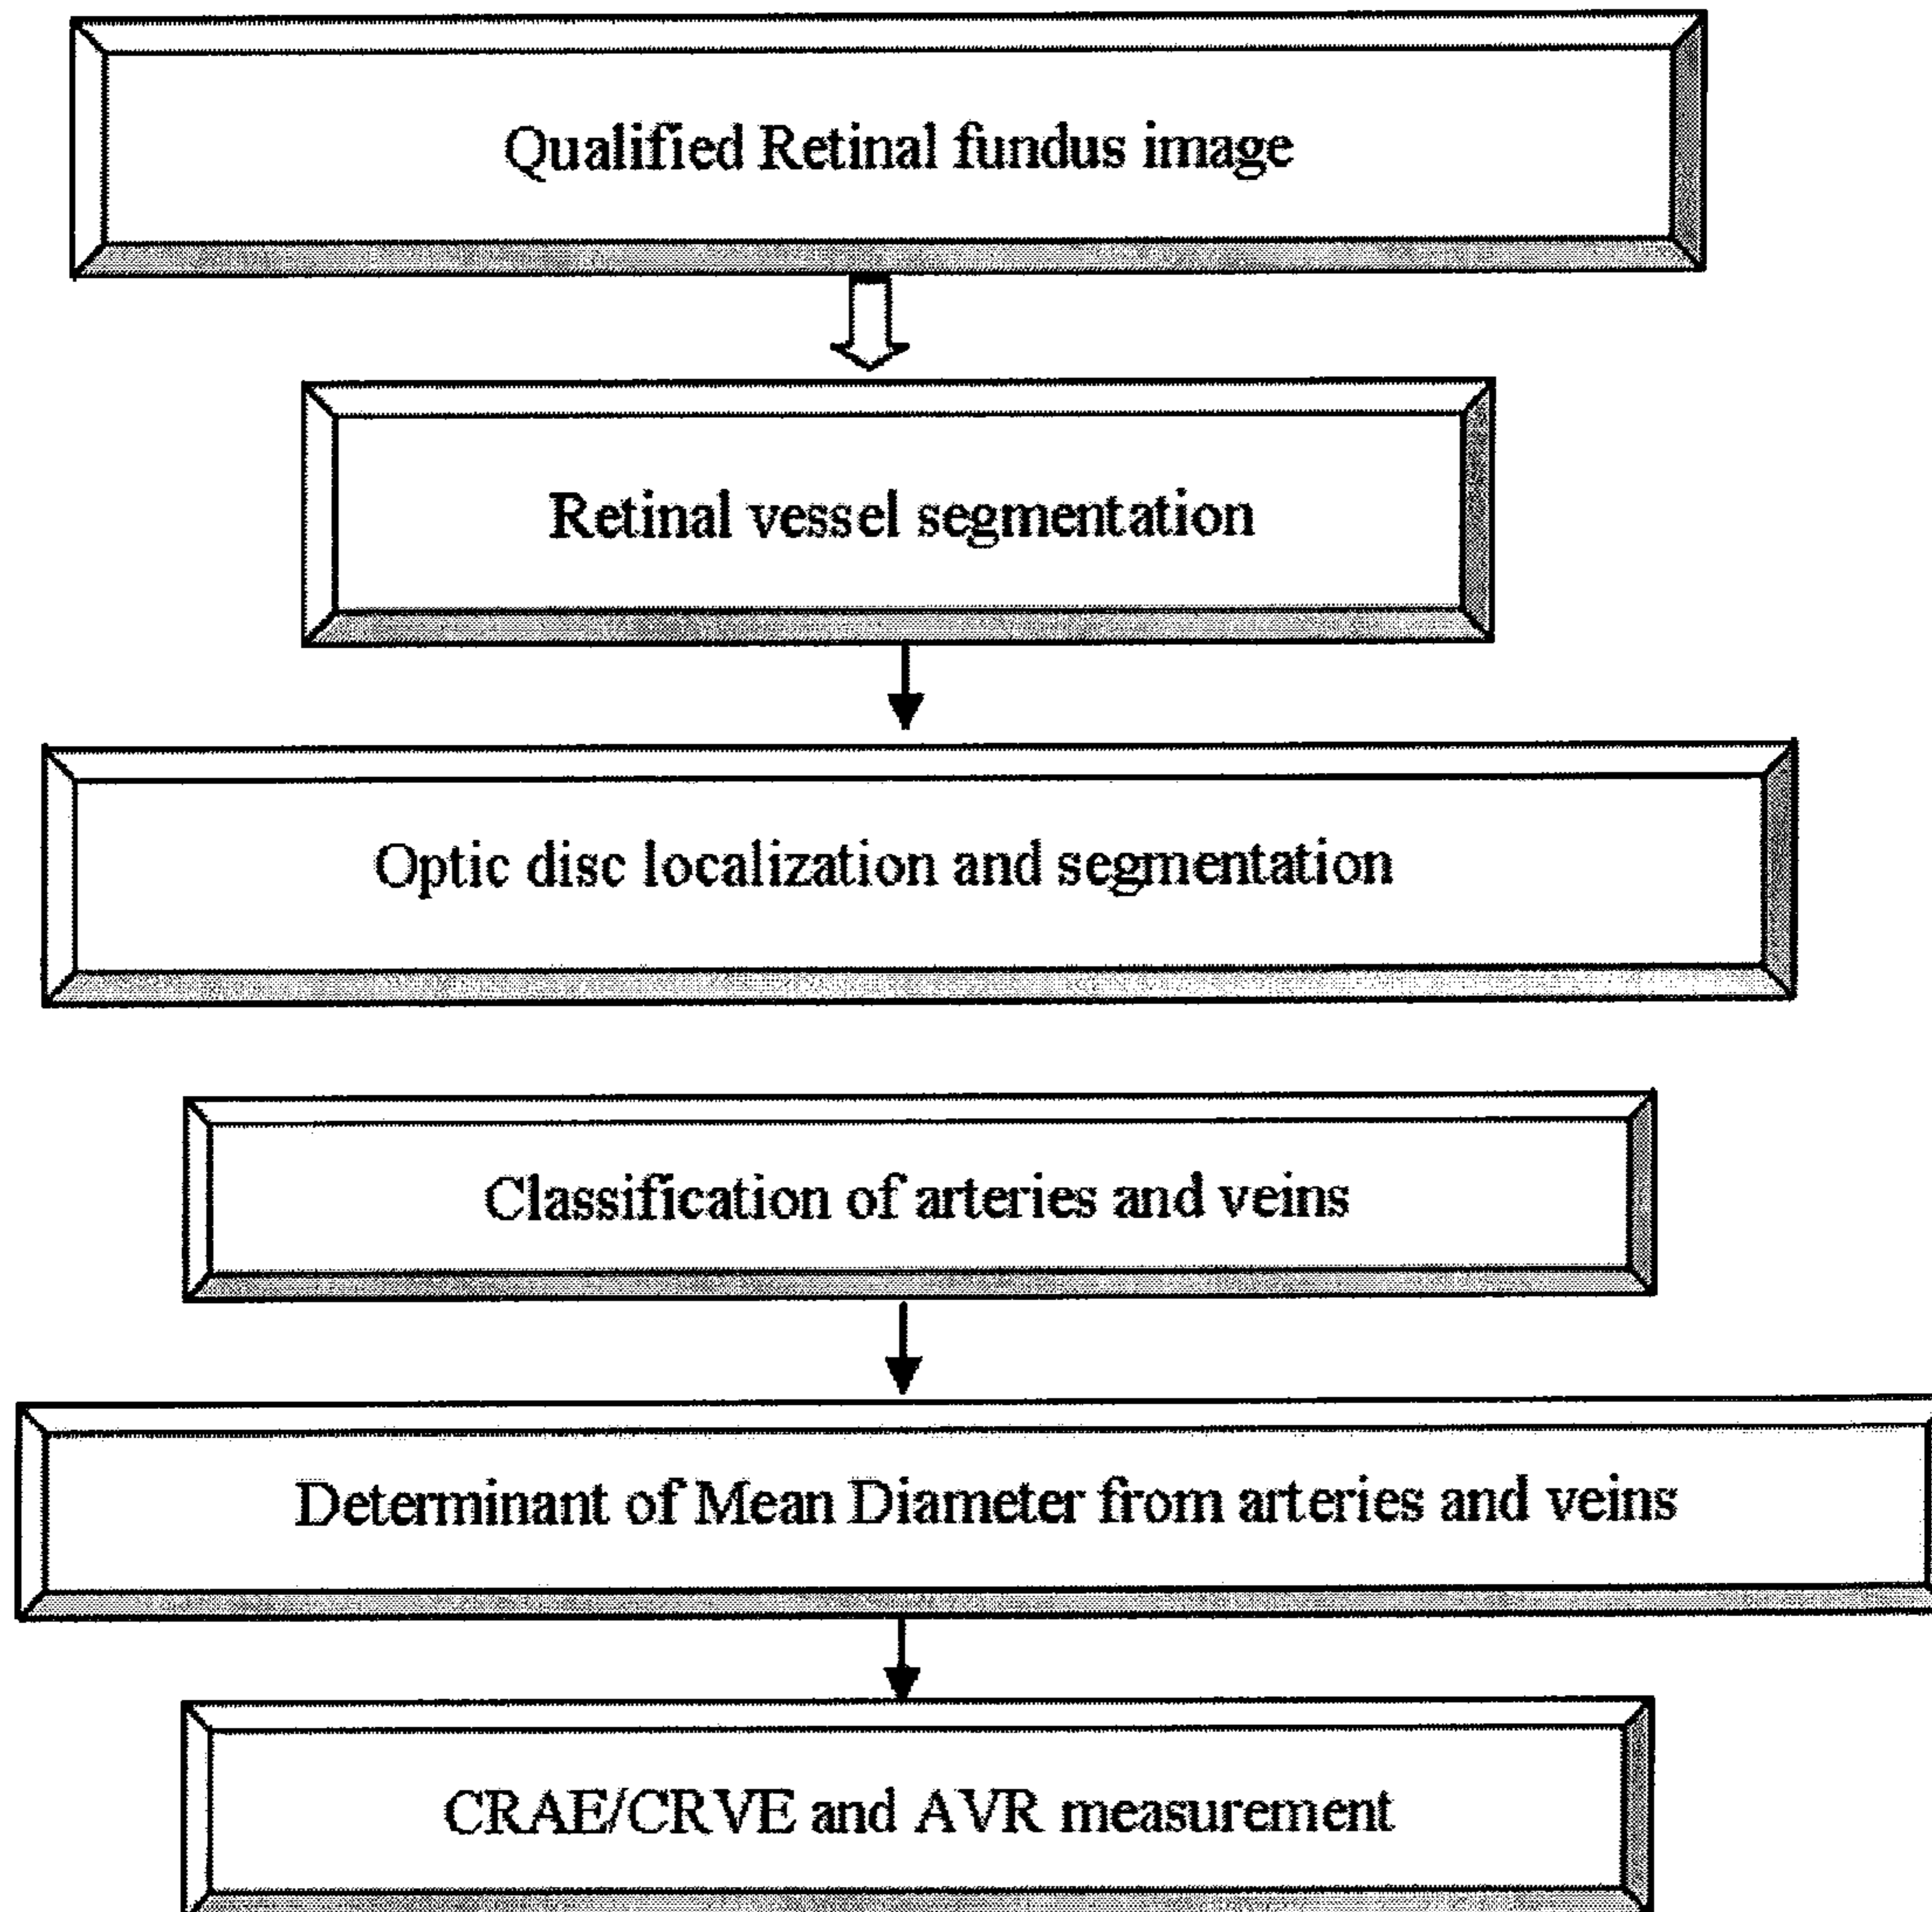 Qualified Retinal fundus image
Retinal vessel segmentation
Optic disc localization and segmentation
Classification of arteries and veins
Determinant of Mean Diameter from arteries and veins
CRAE/CRVE and AVR measurement